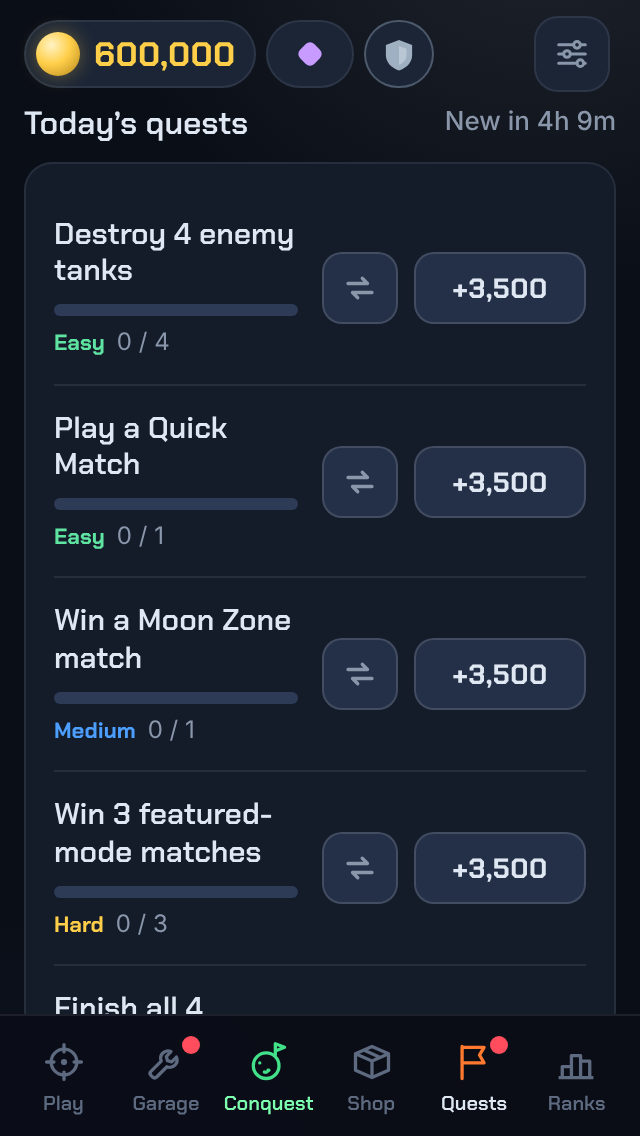 600,000
Today's quests
New in 4h 9m
Destroy 4 enemy
tanks
+3,500
Easy 0 / 4
Play a Quick
Match
+3,500
Easy 0 / 1
Win a Moon Zone
match
+3,500
Medium 0 / 1
Win 3 featured-
mode matches
+3,500
Hard 0 / 3
Finish all 4
Play
Garage
Conquest
Shop
Quests
Ranks